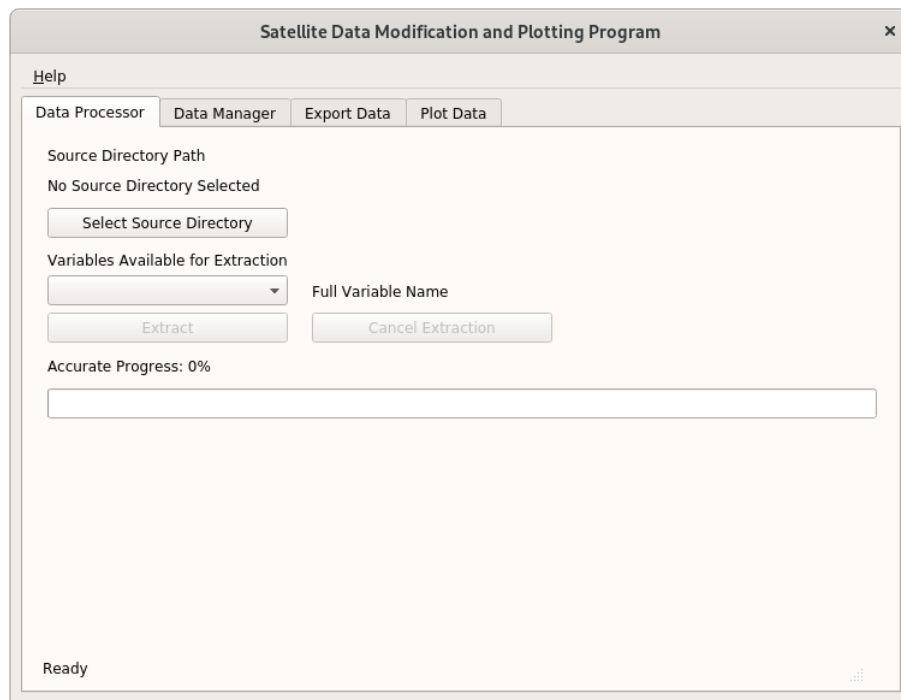 Satellite Data Modification and Plotting Program ×
Help
Data Processor Data Manager Export Data Plot Data
Source Directory Path
No Source Directory Selected
Select Source Directory
Variables Available for Extraction
Full Variable Name
Extract Cancel Extraction
Accurate Progress: 0%
Ready